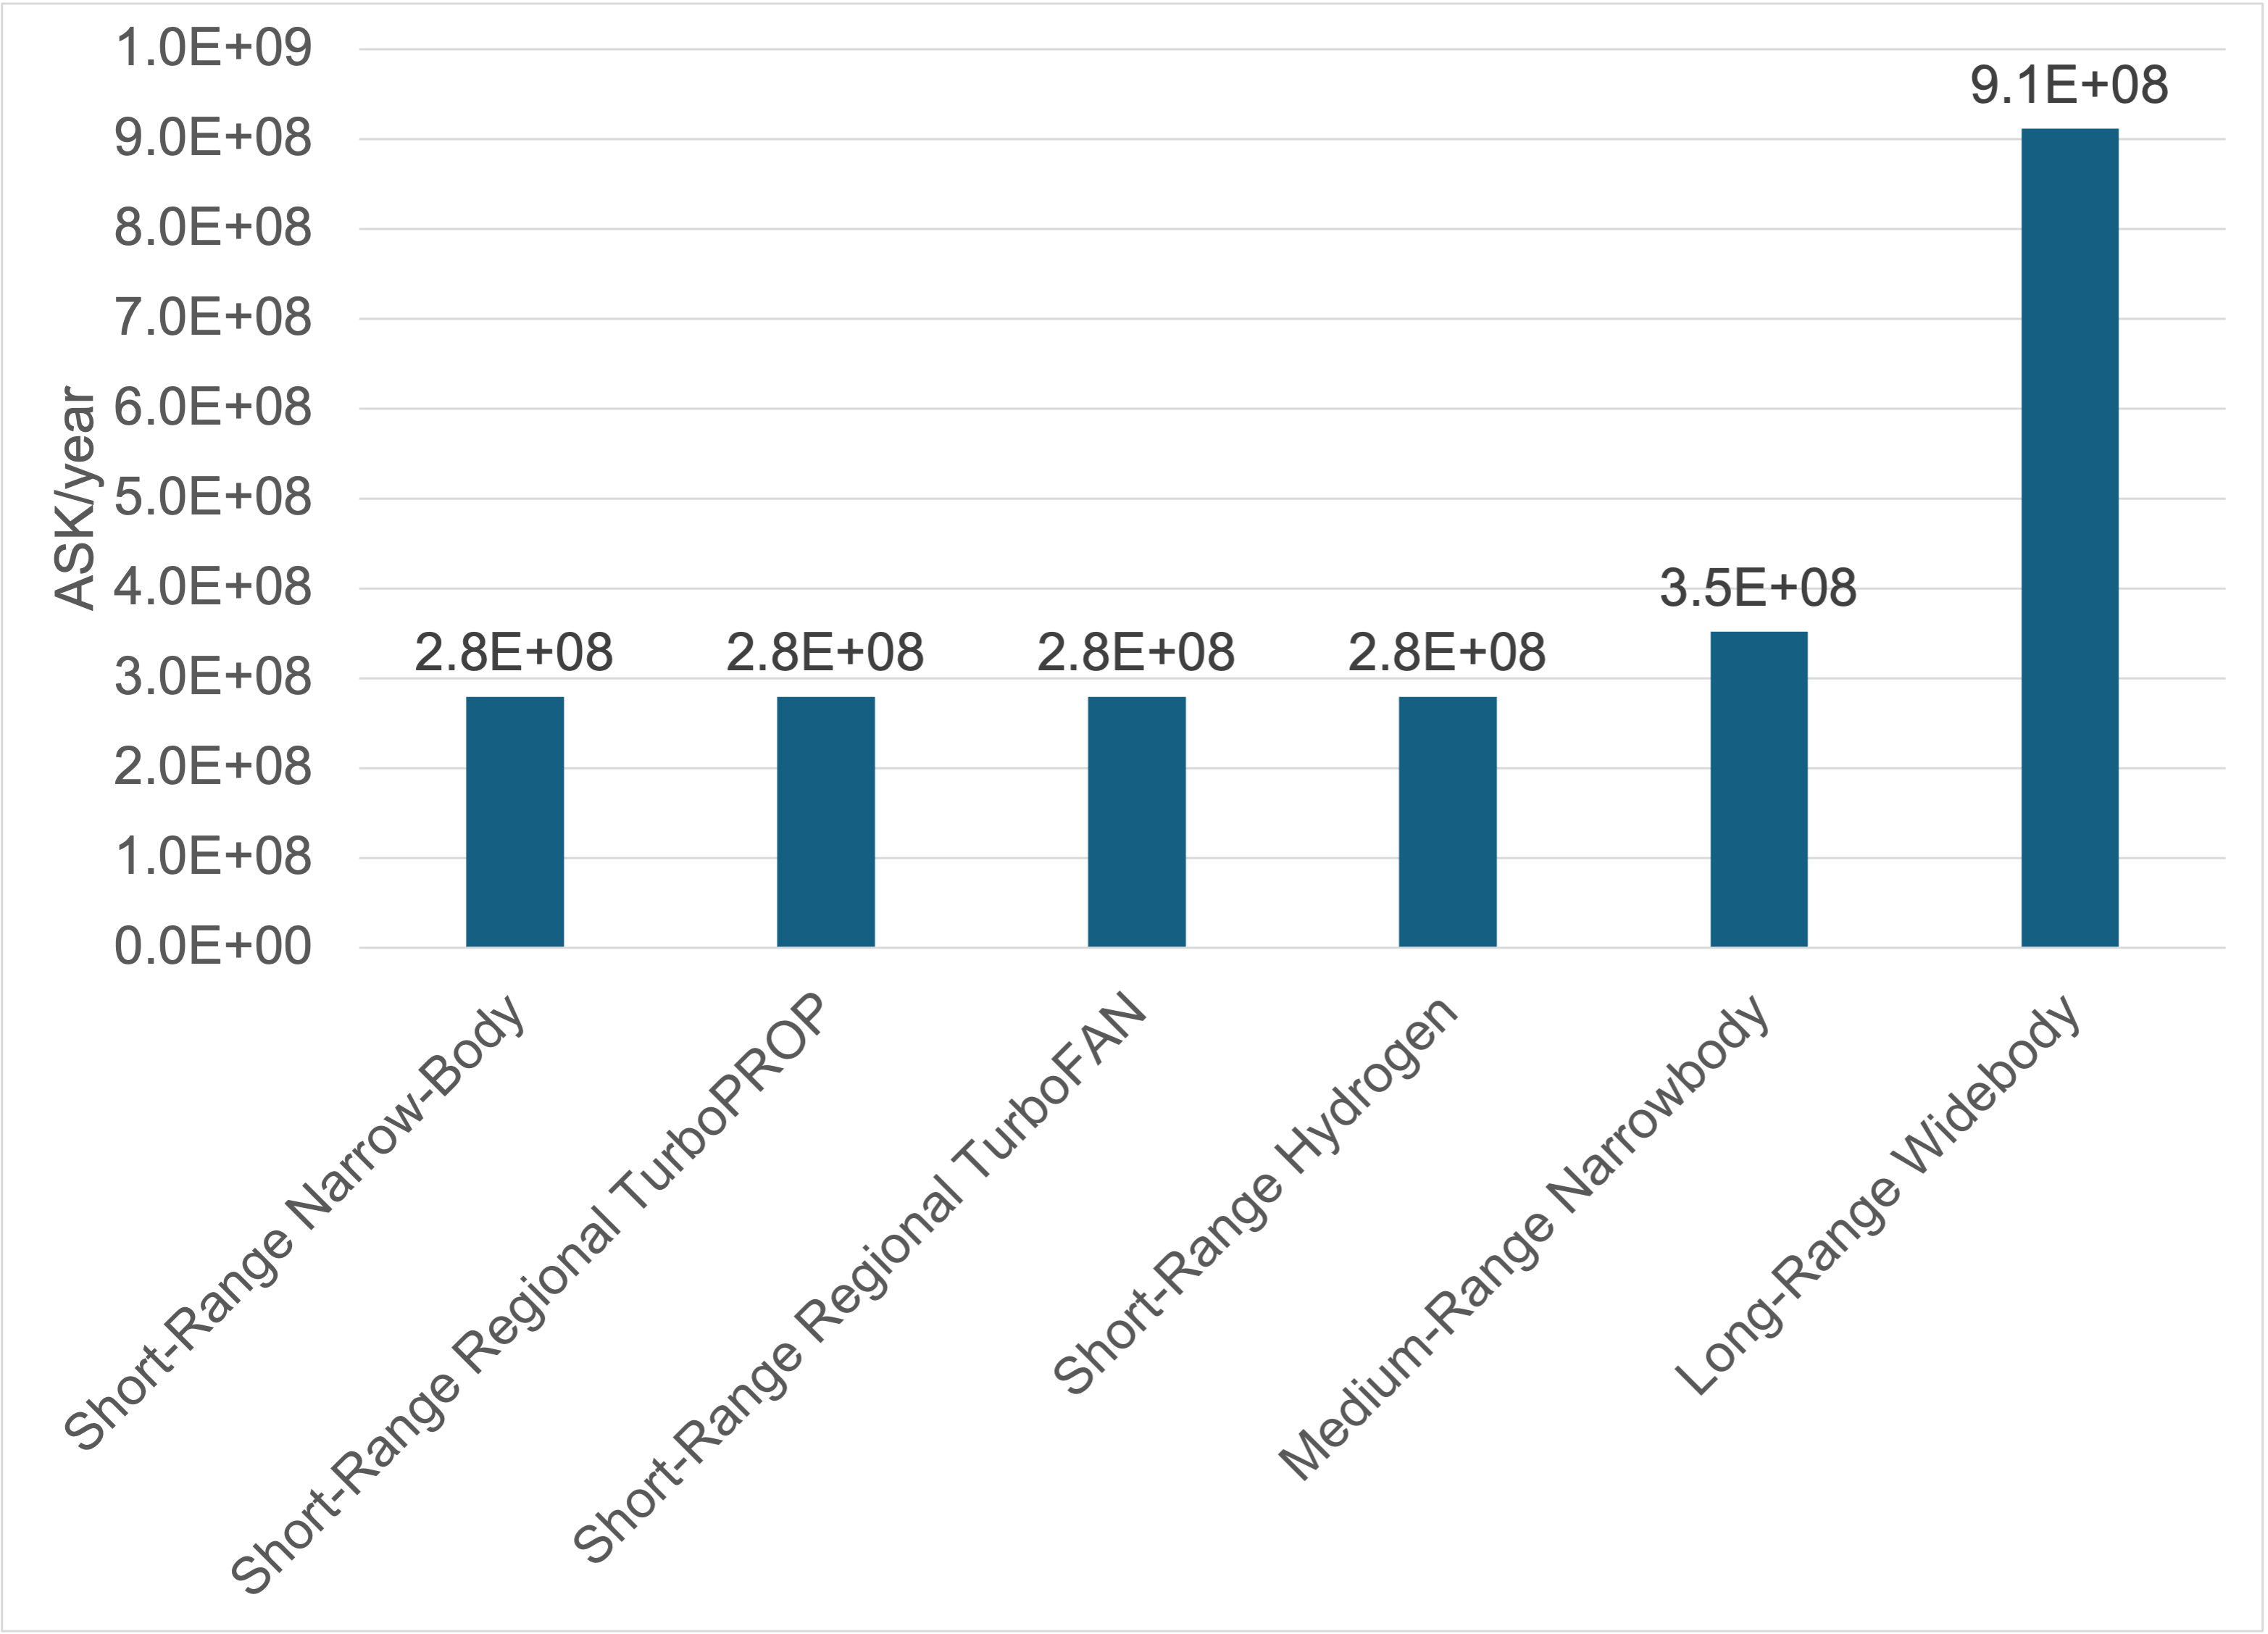 1.0E+09
9.0E+08
8.0E+08
7.0E+08
6.0E+08
5.0E+08
4.0E+08
3.0E+08
2.0E+08
1.0E+08
0.0E+00
ASK/year
2.8E+08
2.8E+08
2.8E+08
2.8E+08
3.5E+08
9.1E+08
Short-Range Narrow-Body
Short-Range Regional TurboPROP
Short-Range Regional TurboFAN
Short-Range Hydrogen
Medium-Range Narrowbody
Long-Range Widebody